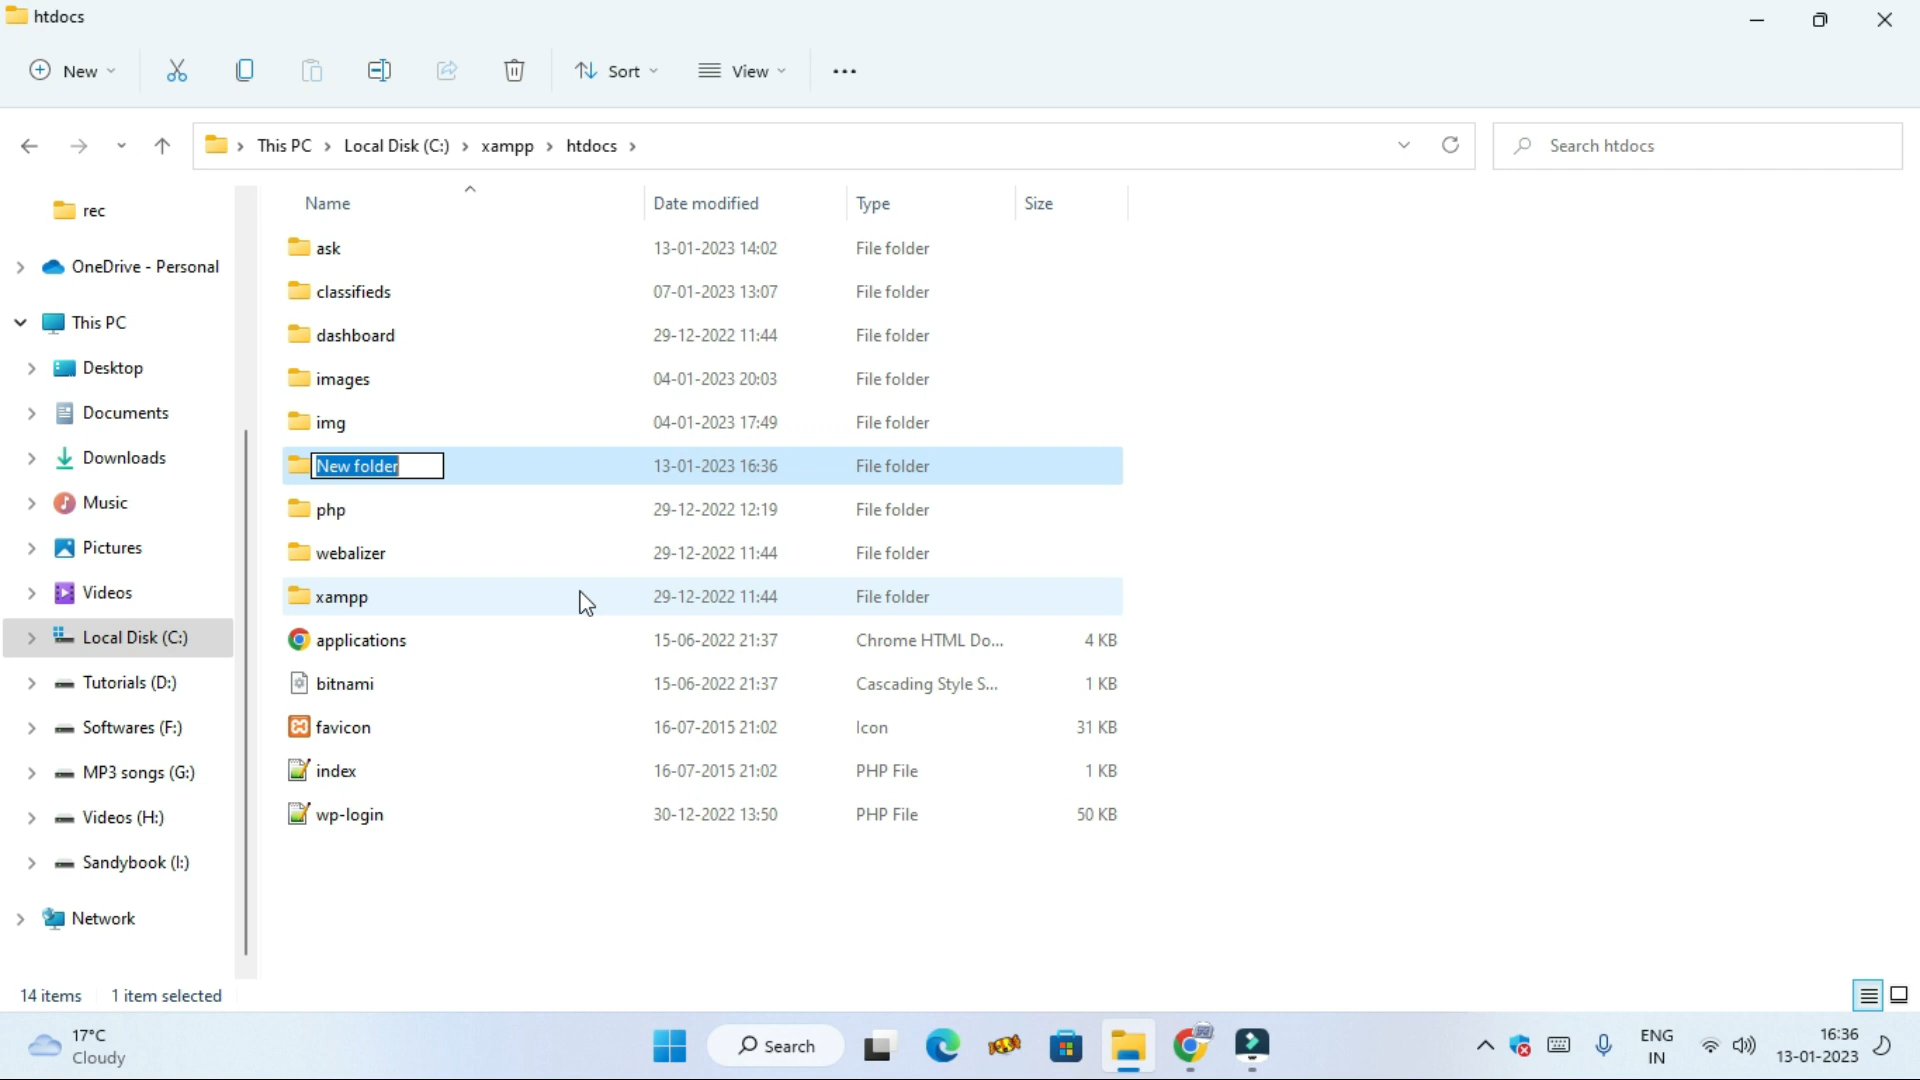 htdocs
New
Sort
View
This PC > Local Disk (C:) > xampp > htdocs >
Search htdocs
rec
OneDrive - Personal
This PC
Desktop
Documents
Downloads
Music
Pictures
Videos
Local Disk (C:)
Tutorials (D:)
Softwares (F:)
MP3 songs (G:)
Videos (H:)
Sandybook (I:)
Network
Name Date modified Type Size
ask 13-01-2023 14:02 File folder
classifieds 07-01-2023 13:07 File folder
dashboard 29-12-2022 11:44 File folder
images 04-01-2023 20:03 File folder
img 04-01-2023 17:49 File folder
New folder 13-01-2023 16:36 File folder
php 29-12-2022 12:19 File folder
webalizer 29-12-2022 11:44 File folder
xampp 29-12-2022 11:44 File folder
applications 15-06-2022 21:37 Chrome HTML Do... 4 KB
bitnami 15-06-2022 21:37 Cascading Style S... 1 KB
favicon 16-07-2015 21:02 Icon 31 KB
index 16-07-2015 21:02 PHP File 1 KB
wp-login 30-12-2022 13:50 PHP File 50 KB
14 items 1 item selected
17°C
Cloudy
Search
ENG
IN
16:36
13-01-2023